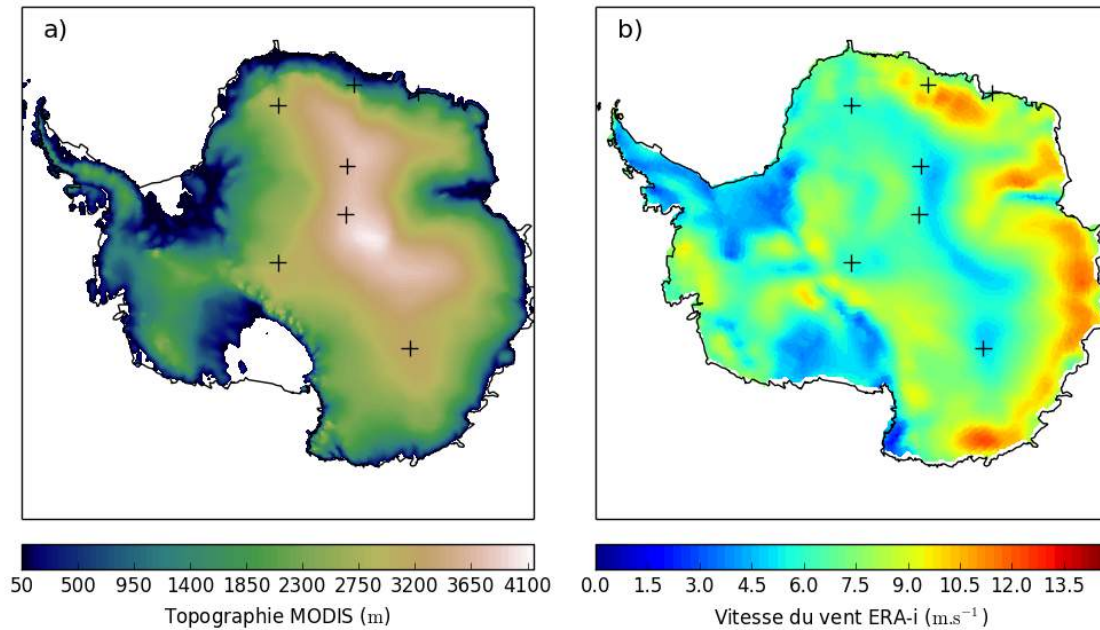 a)
b)
50 500 950 1400 1850 2300 2750 3200 3650 4100
Topographie MODIS (m)
0.0 1.5 3.0 4.5 6.0 7.5 9.0 10.5 12.0 13.5
Vitesse du vent ERA-i (m.s⁻¹)